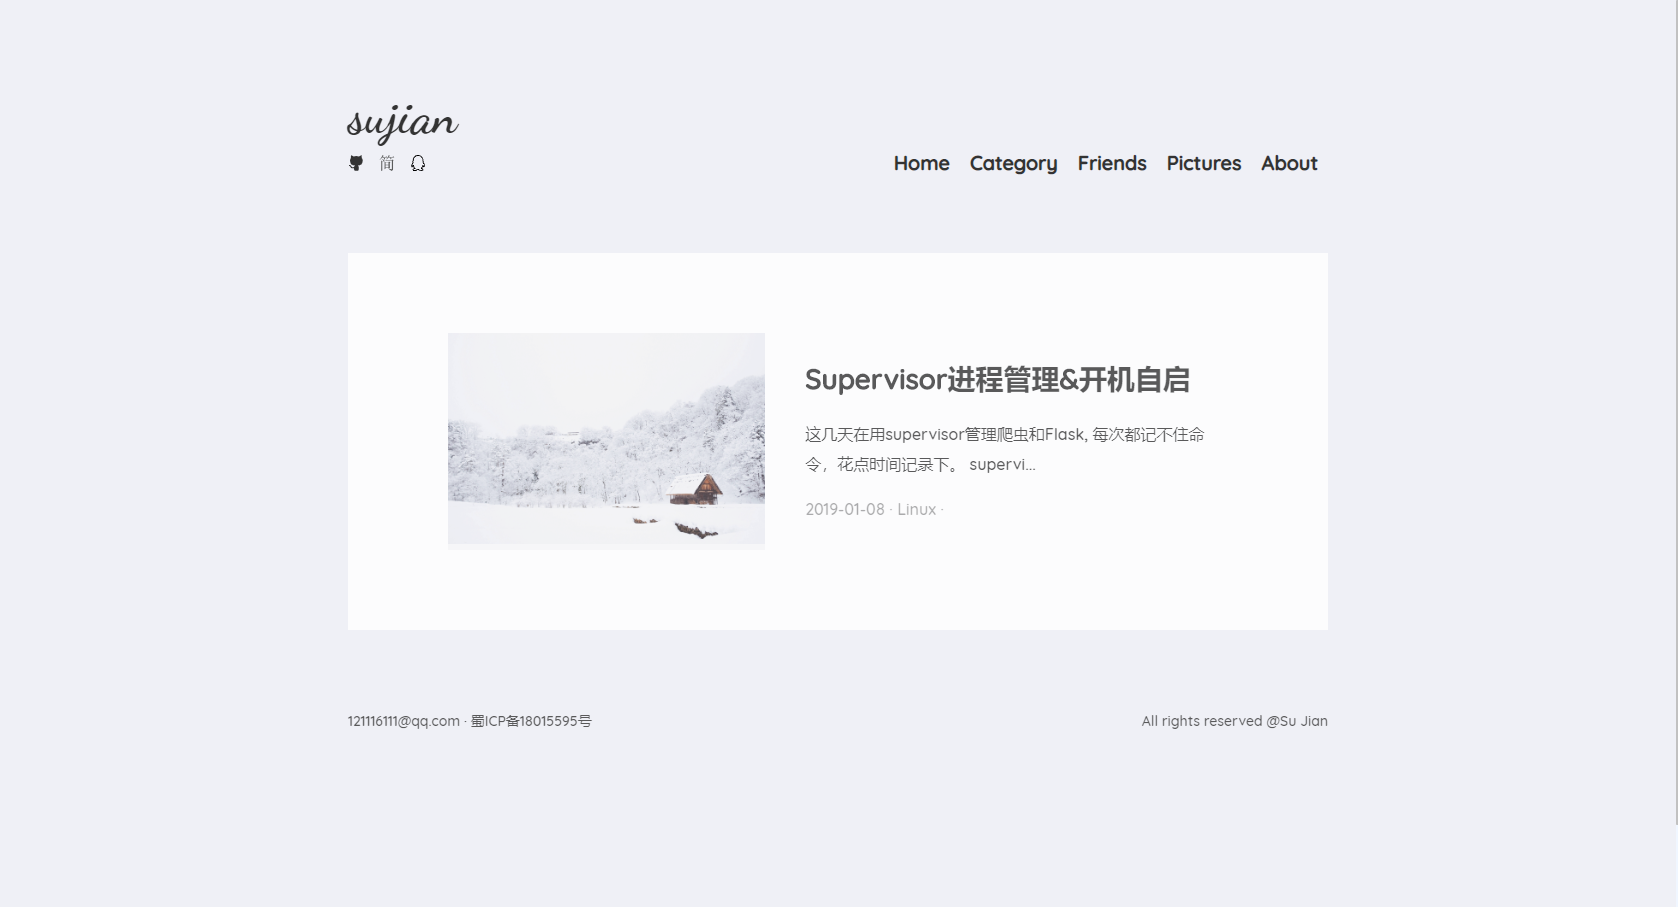 sujian
简
Home Category Friends Pictures About
Supervisor进程管理&开机自启
这几天在用supervisor管理爬虫和Flask, 每次都记不住命
令，花点时间记录下。 supervi...
2019-01-08 · Linux ·
121116111@qq.com · 蜀ICP备18015595号
All rights reserved @Su Jian